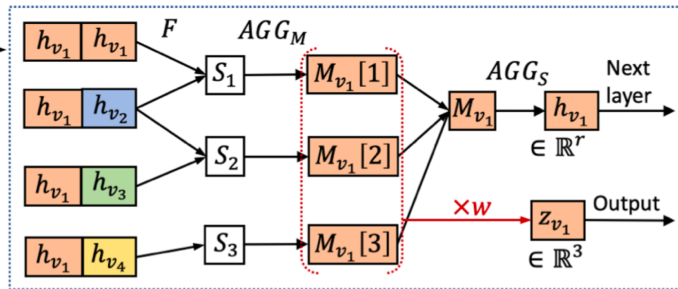 h_{v_1} h_{v_1} F AGG_M
S_1 M_{v_1}[1] AGG_S Next layer
h_{v_1} h_{v_2} M_{v_1} h_{v_1}
∈ ℝ^r
S_2 M_{v_1}[2]
h_{v_1} h_{v_3}
×w z_{v_1} Output
h_{v_1} h_{v_4} S_3 M_{v_1}[3] ∈ ℝ^3